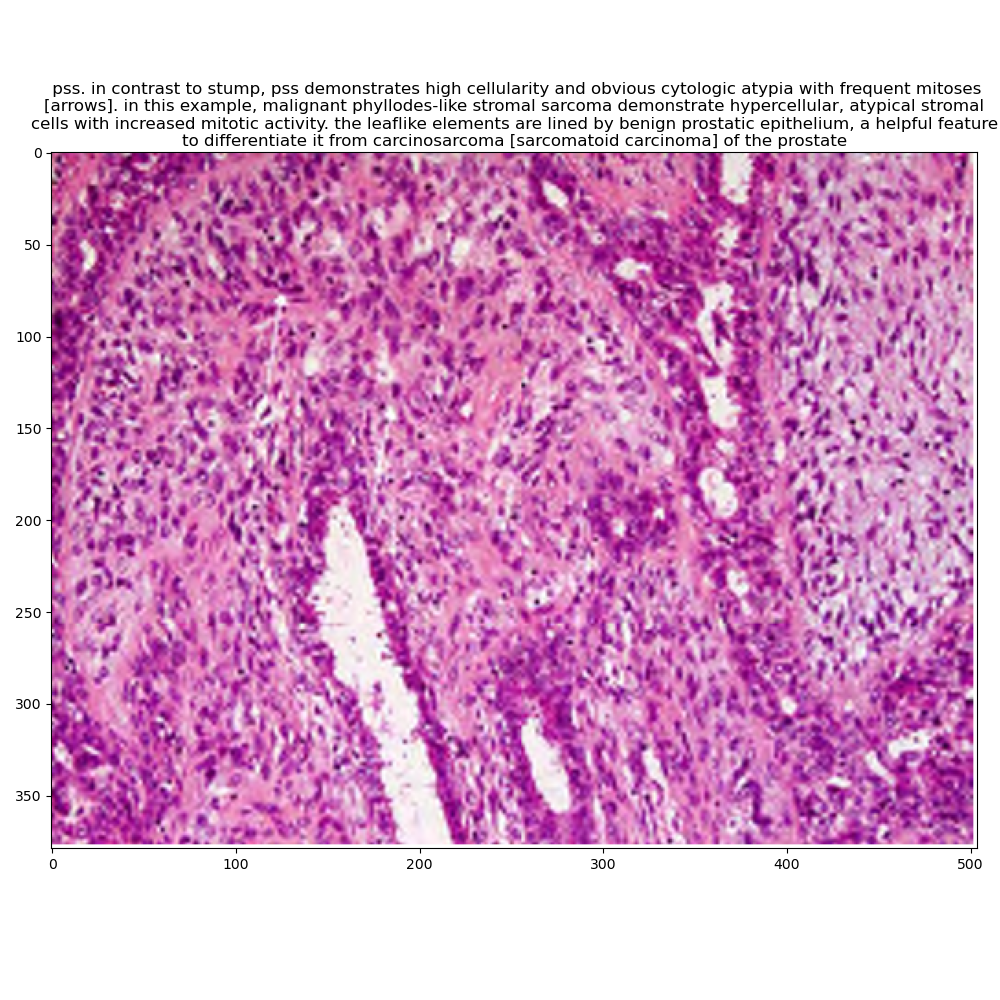 pss. in contrast to stump, pss demonstrates high cellularity and obvious cytologic atypia with frequent mitoses
[arrows]. in this example, malignant phyllodes-like stromal sarcoma demonstrate hypercellular, atypical stromal
cells with increased mitotic activity. the leaflike elements are lined by benign prostatic epithelium, a helpful feature
to differentiate it from carcinosarcoma [sarcomatoid carcinoma] of the prostate
0
50
100
150
200
250
300
350
0 100 200 300 400 500